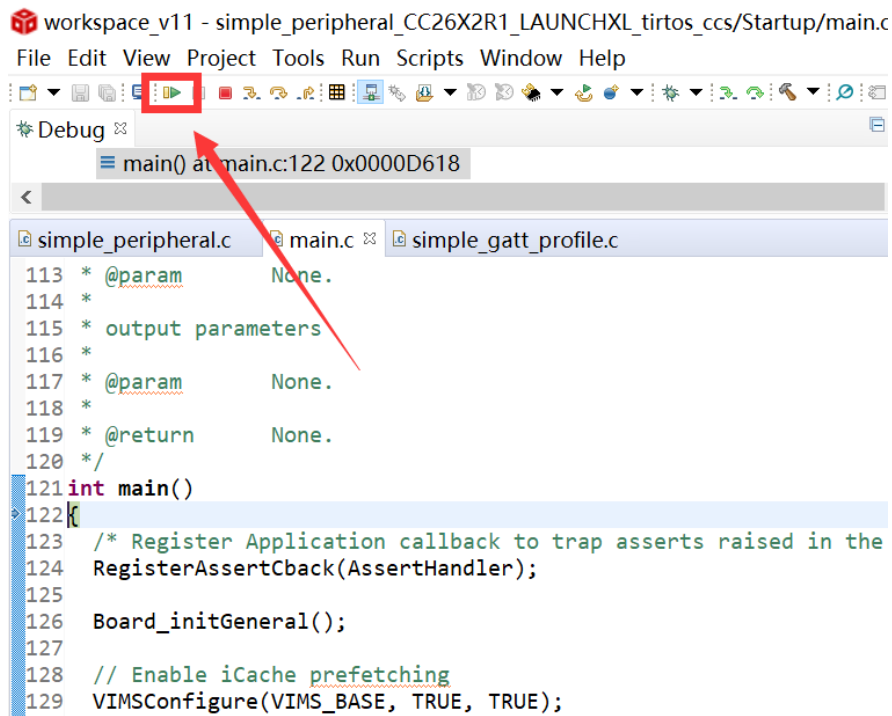 workspace_v11 - simple_peripheral_CC26X2R1_LAUNCHXL_tirtos_ccs/Startup/main.c
File Edit View Project Tools Run Scripts Window Help
Debug
main() at main.c:122 0x0000D618
simple_peripheral.c main.c simple_gatt_profile.c
113 * @param None.
114 *
115 * output parameters
116 *
117 * @param None.
118 *
119 * @return None.
120 */
121 int main()
122 {
123 /* Register Application callback to trap asserts raised in the
124 RegisterAssertCback(AssertHandler);
125
126 Board_initGeneral();
127
128 // Enable iCache prefetching
129 VIMSConfigure(VIMS_BASE, TRUE, TRUE);